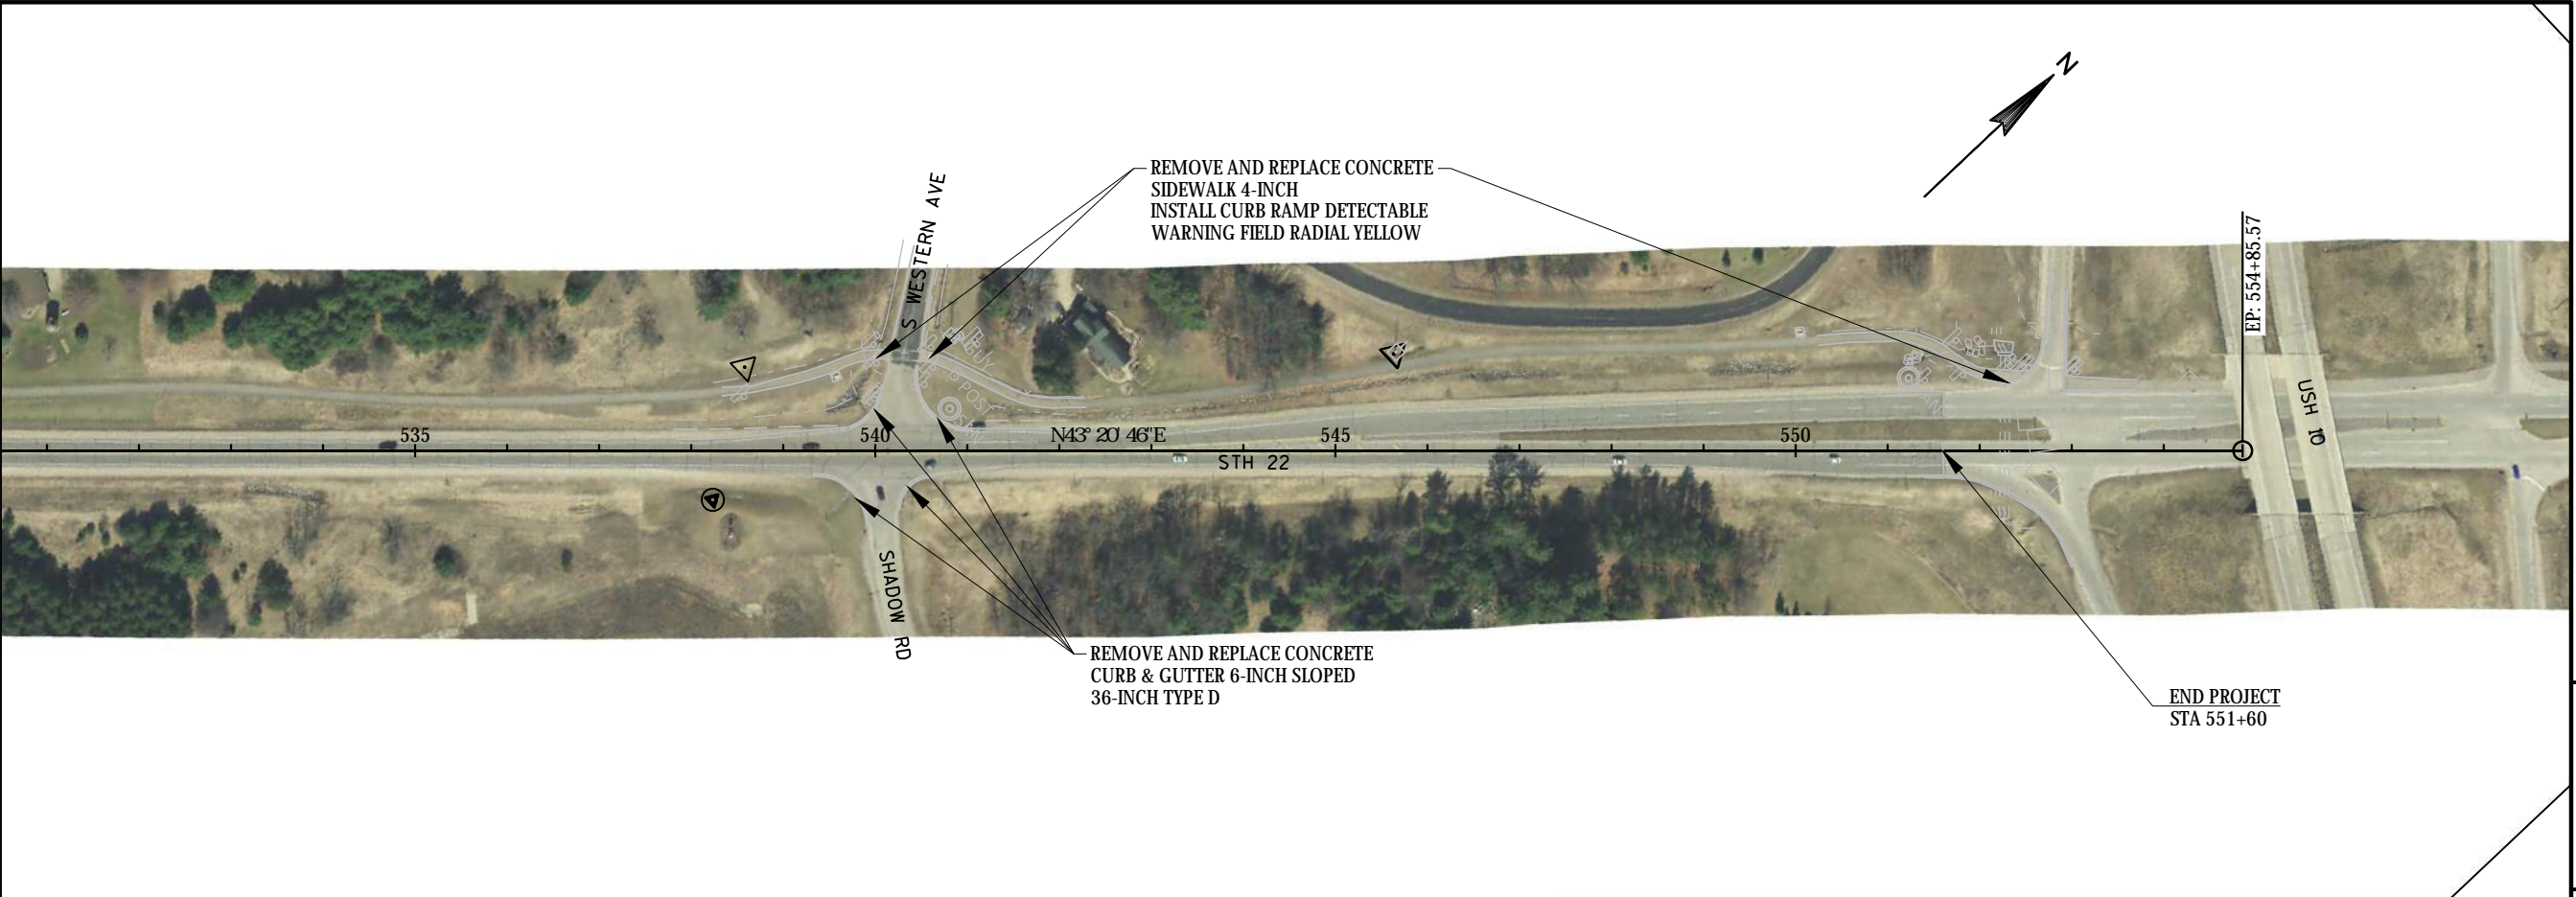 N
REMOVE AND REPLACE CONCRETE
SIDEWALK 4-INCH
INSTALL CURB RAMP DETECTABLE
WARNING FIELD RADIAL YELLOW
S WESTERN AVE
EP: 554+85.57
POST
USH 10
535
540
N43° 20' 46"E
545
550
STH 22
SHADOW RD
REMOVE AND REPLACE CONCRETE
CURB & GUTTER 6-INCH SLOPED
36-INCH TYPE D
END PROJECT
STA 551+60